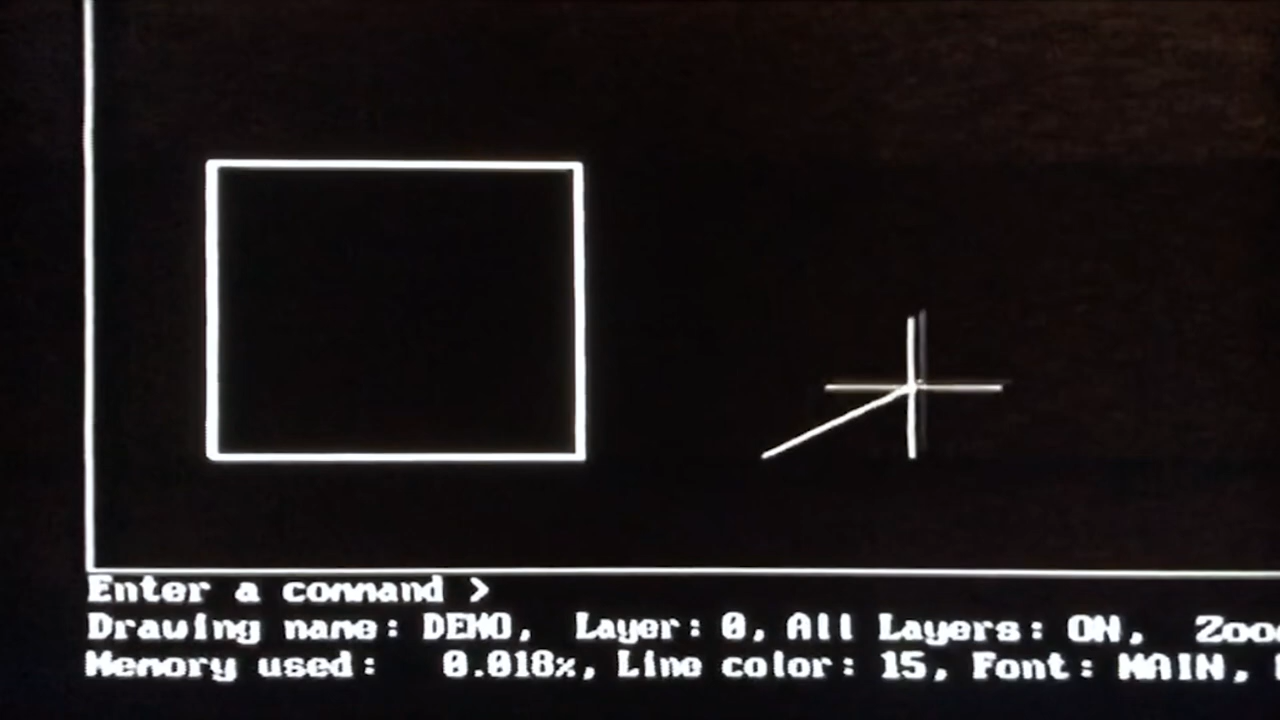 Enter a command >
Drawing name: DEMO, Layer: 0, All Layers: ON, Zoo
Memory used: 0.018%, Line color: 15, Font: MAIN,